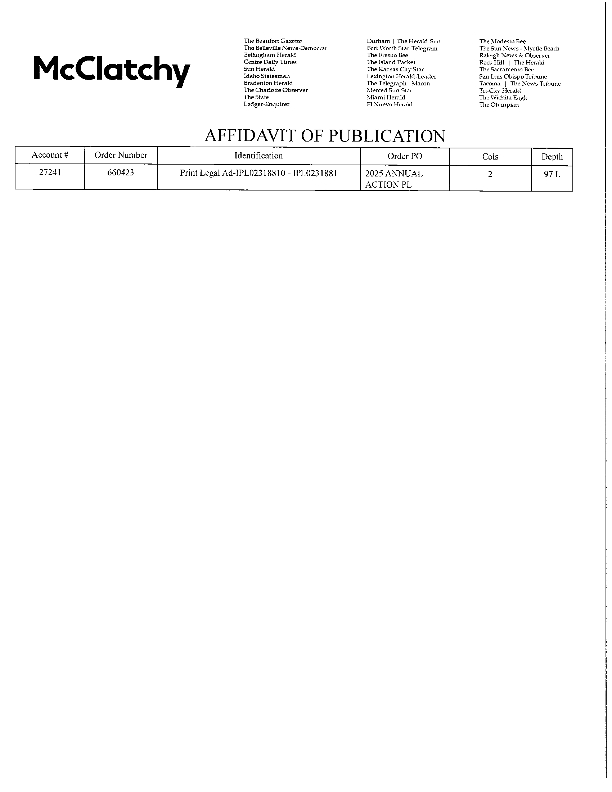 McClatchy
The Beaufort Gazette
The Belleville News-Democrat
Bellingham Herald
Centre Daily Times
Sun Herald
Idaho Statesman
Bradenton Herald
The Charlotte Observer
The State
Ledger-Enquirer
Durham | The Herald-Sun
Fort Worth Star-Telegram
The Fresno Bee
The Island Packet
The Kansas City Star
Lexington Herald-Leader
The Telegraph - Macon
Merced Sun-Star
Miami Herald
El Nuevo Herald
The Modesto Bee
The Sun News - Myrtle Beach
Raleigh News & Observer
Rock Hill | The Herald
The Sacramento Bee
San Luis Obispo Tribune
Tacoma | The News Tribune
Tri-City Herald
The Wichita Eagle
The Olympian
AFFIDAVIT OF PUBLICATION
Account # Order Number Identification Order PO Cols Depth
27241 660423 Print Legal Ad-IPL02318810 - IPL0231881 2025 ANNUAL 2 97 L
ACTION PL